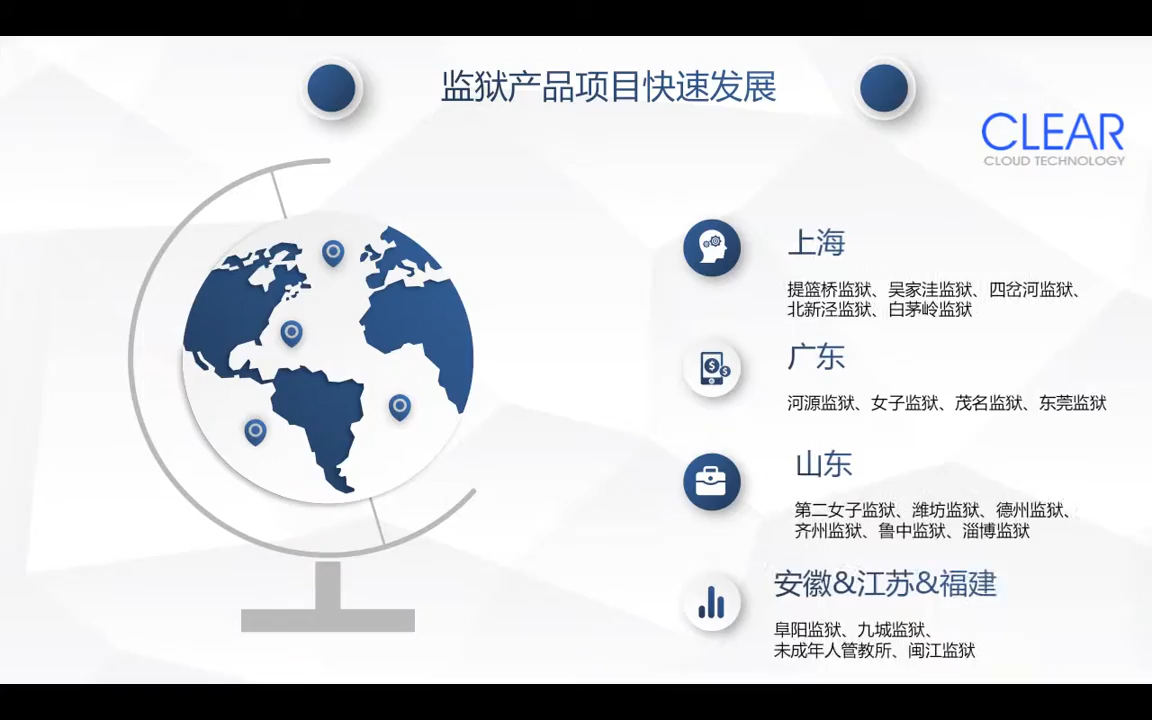 监狱产品项目快速发展
CLEAR
CLOUD TECHNOLOGY
上海
提篮桥监狱、吴家洼监狱、四岔河监狱、
北新泾监狱、白茅岭监狱
广东
河源监狱、女子监狱、茂名监狱、东莞监狱
山东
第二女子监狱、潍坊监狱、德州监狱、
齐州监狱、鲁中监狱、淄博监狱
安徽&江苏&福建
阜阳监狱、九城监狱、
未成年人管教所、闽江监狱